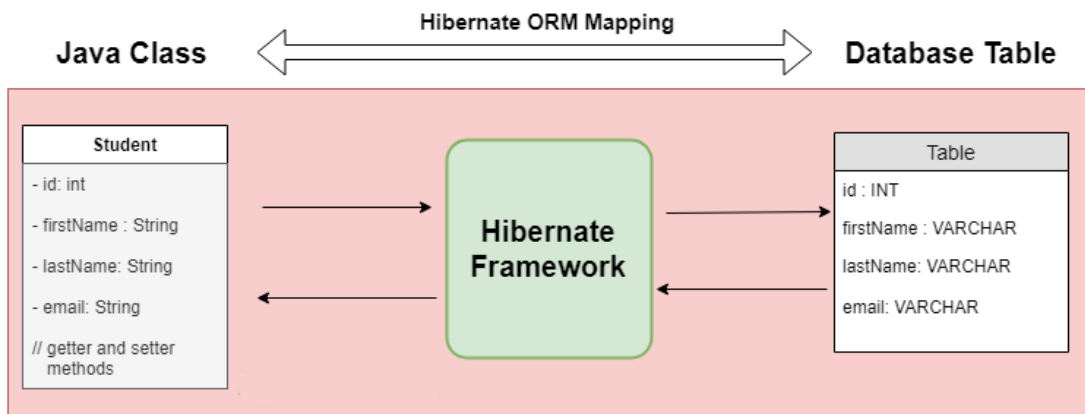 Hibernate ORM Mapping
Java Class
Database Table
Student
- id: int
- firstName : String
- lastName: String
- email: String
// getter and setter
methods
Hibernate
Framework
Table
id : INT
firstName : VARCHAR
lastName: VARCHAR
email: VARCHAR